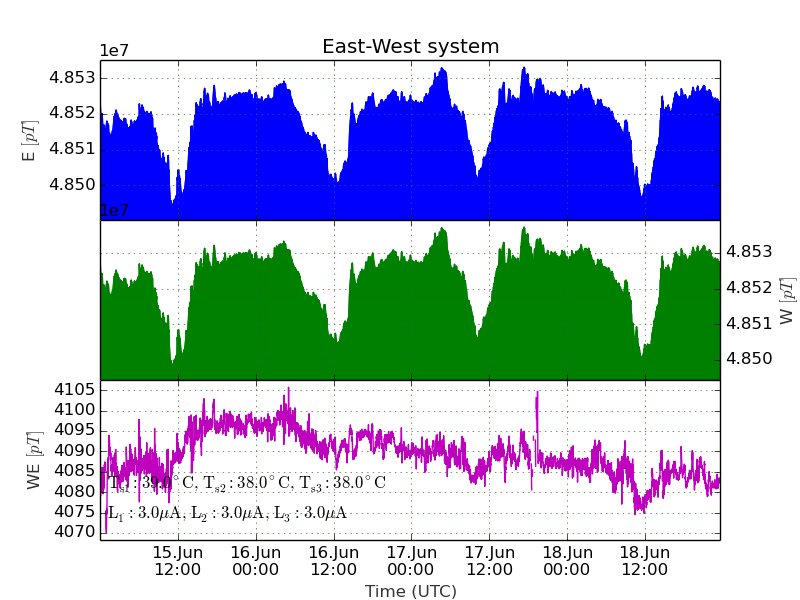 East-West system
1e7
4.853
4.852
4.851
4.850
E [pT]
1e7
4.853
4.852
4.851
4.850
W [pT]
4105
4100
4095
4090
4085
4080
4075
4070
WE [pT]
T_s1 : 39.0°C, T_s2 : 38.0°C, T_s3 : 38.0°C
L_1 : 3.0μA, L_2 : 3.0μA, L_3 : 3.0μA
15.Jun 16.Jun 16.Jun 17.Jun 17.Jun 18.Jun 18.Jun
12:00 00:00 12:00 00:00 12:00 00:00 12:00
Time (UTC)